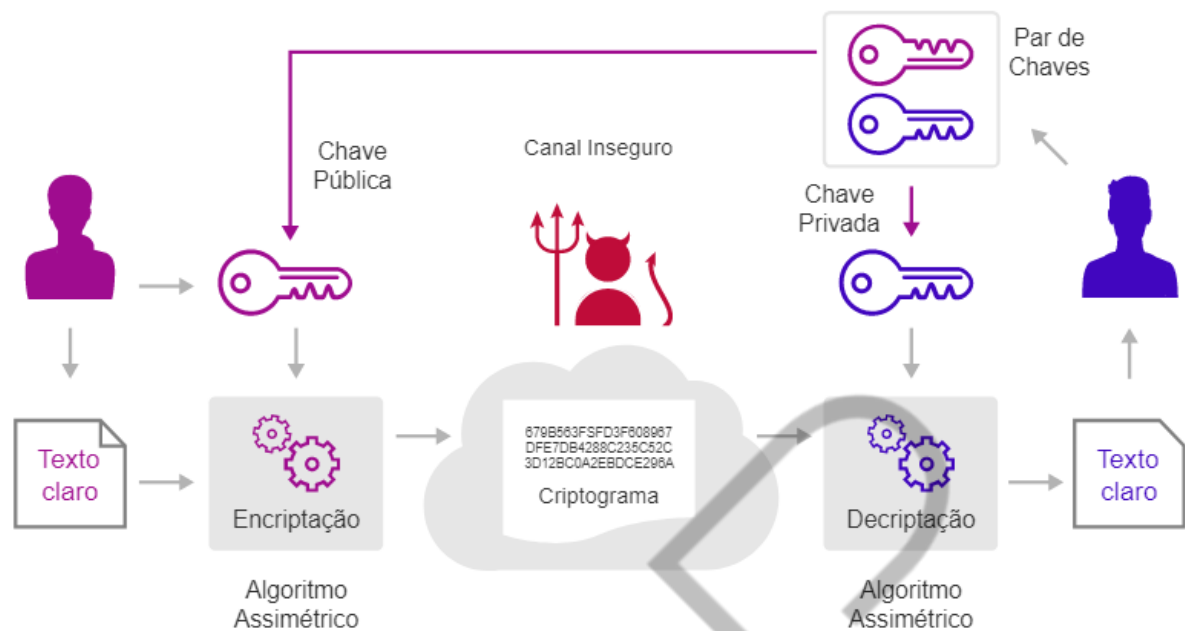 Par de
Chaves
Chave
Pública
Canal Inseguro
Chave
Privada
Texto
claro
Encriptação
679B563FSFD3F608967
DFE7DB4288C235C52C
3D12BC0A2EBDCE296A
Criptograma
Decriptação
Texto
claro
Algoritmo
Assimétrico
Algoritmo
Assimétrico